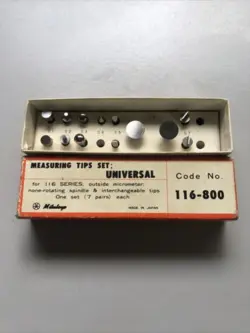 MEASURING TIPS SET;
UNIVERSAL
for 116 SERIES, outside micrometer:
none-rotating spindle & interchangeable tips
One set (7 pairs) each
Mitutoyo
MADE IN JAPAN
Code No.
116-800